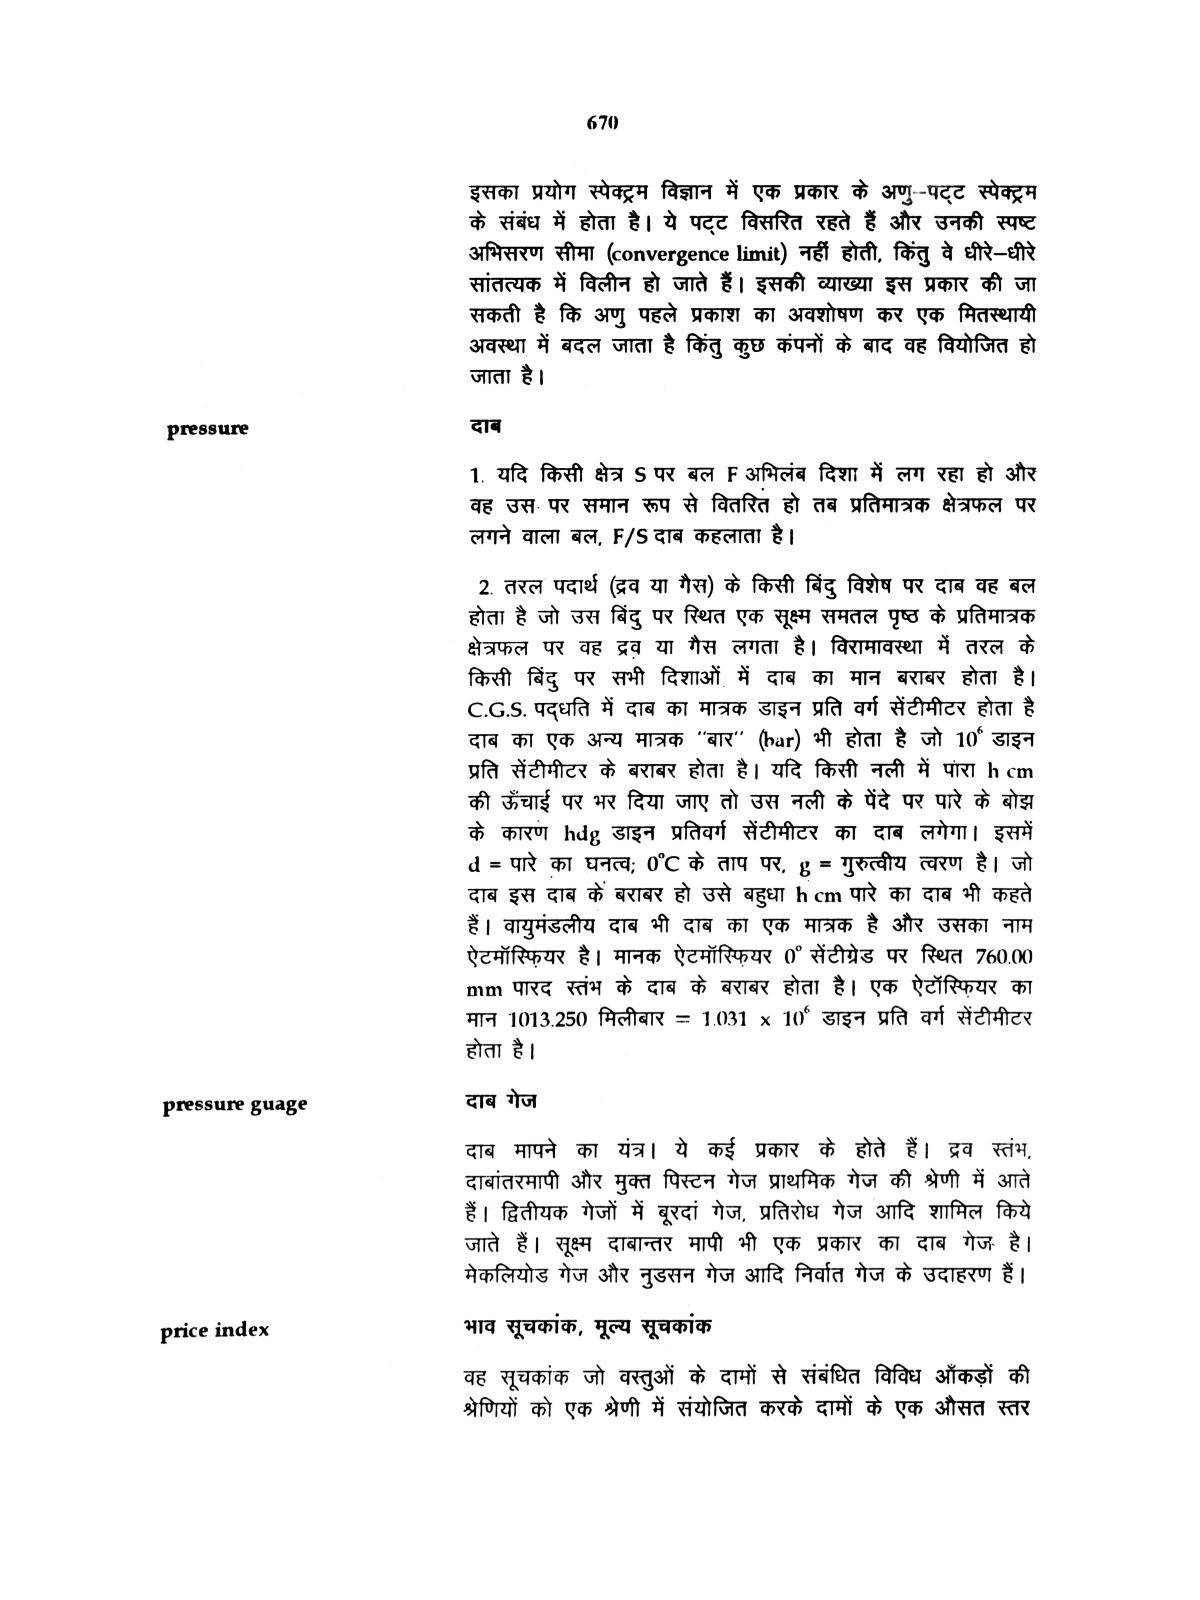 670
इसका प्रयोग स्पेक्ट्रम विज्ञान में एक प्रकार के अणु--पट्ट स्पेक्ट्रम
के संबंध में होता है। ये पट्ट विसरित रहते हैं और उनकी स्पष्ट
अभिसरण सीमा (convergence limit) नहीं होती, किंतु वे धीरे–धीरे
सांतत्यक में विलीन हो जाते हैं। इसकी व्याख्या इस प्रकार की जा
सकती है कि अणु पहले प्रकाश का अवशोषण कर एक मितस्थायी
अवस्था में बदल जाता है किंतु कुछ कंपनों के बाद वह वियोजित हो
जाता है।
pressure दाब
1. यदि किसी क्षेत्र S पर बल F अभिलंब दिशा में लग रहा हो और
वह उस पर समान रूप से वितरित हो तब प्रतिमात्रक क्षेत्रफल पर
लगने वाला बल, F/S दाब कहलाता है।
2. तरल पदार्थ (द्रव या गैस) के किसी बिंदु विशेष पर दाब वह बल
होता है जो उस बिंदु पर स्थित एक सूक्ष्म समतल पृष्ठ के प्रतिमात्रक
क्षेत्रफल पर वह द्रव या गैस लगता है। विरामावस्था में तरल के
किसी बिंदु पर सभी दिशाओं में दाब का मान बराबर होता है।
C.G.S. पद्धति में दाब का मात्रक डाइन प्रति वर्ग सेंटीमीटर होता है
दाब का एक अन्य मात्रक "बार" (bar) भी होता है जो 10⁶ डाइन
प्रति सेंटीमीटर के बराबर होता है। यदि किसी नली में पारा h cm
की ऊँचाई पर भर दिया जाए तो उस नली के पेंदे पर पारे के बोझ
के कारण hdg डाइन प्रतिवर्ग सेंटीमीटर का दाब लगेगा। इसमें
d = पारे का घनत्व; 0°C के ताप पर, g = गुरुत्वीय त्वरण है। जो
दाब इस दाब के बराबर हो उसे बहुधा h cm पारे का दाब भी कहते
हैं। वायुमंडलीय दाब भी दाब का एक मात्रक है और उसका नाम
ऐटमॉस्फ़ियर है। मानक ऐटमॉस्फ़ियर 0° सेंटीग्रेड पर स्थित 760.00
mm पारद स्तंभ के दाब के बराबर होता है। एक ऐटॉस्फ़ियर का
मान 1013.250 मिलीबार = 1.031 x 10⁶ डाइन प्रति वर्ग सेंटीमीटर
होता है।
pressure guage दाब गेज
दाब मापने का यंत्र। ये कई प्रकार के होते हैं। द्रव स्तंभ,
दाबांतरमापी और मुक्त पिस्टन गेज प्राथमिक गेज की श्रेणी में आते
हैं। द्वितीयक गेजों में बूरदां गेज, प्रतिरोध गेज आदि शामिल किये
जाते हैं। सूक्ष्म दाबान्तर मापी भी एक प्रकार का दाब गेज है।
मेकलियोड गेज और नुडसन गेज आदि निर्वात गेज के उदाहरण हैं।
price index भाव सूचकांक, मूल्य सूचकांक
वह सूचकांक जो वस्तुओं के दामों से संबंधित विविध आँकड़ों की
श्रेणियों को एक श्रेणी में संयोजित करके दामों के एक औसत स्तर